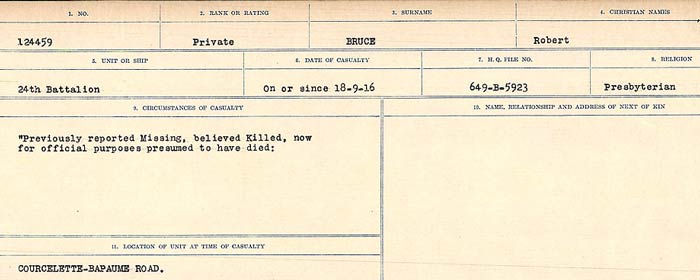 1. NO. 2. RANK OR RATING 3. SURNAME 4. CHRISTIAN NAMES
124459 Private BRUCE Robert
5. UNIT OR SHIP 6. DATE OF CASUALTY 7. H. Q. FILE NO. 8. RELIGION
24th Battalion On or since 18-9-16 649-B-5923 Presbyterian
9. CIRCUMSTANCES OF CASUALTY 10. NAME, RELATIONSHIP AND ADDRESS OF NEXT OF KIN
"Previously reported Missing, believed Killed, now
for official purposes presumed to have died:
11. LOCATION OF UNIT AT TIME OF CASUALTY
COURCELETTE-BAPAUME ROAD.